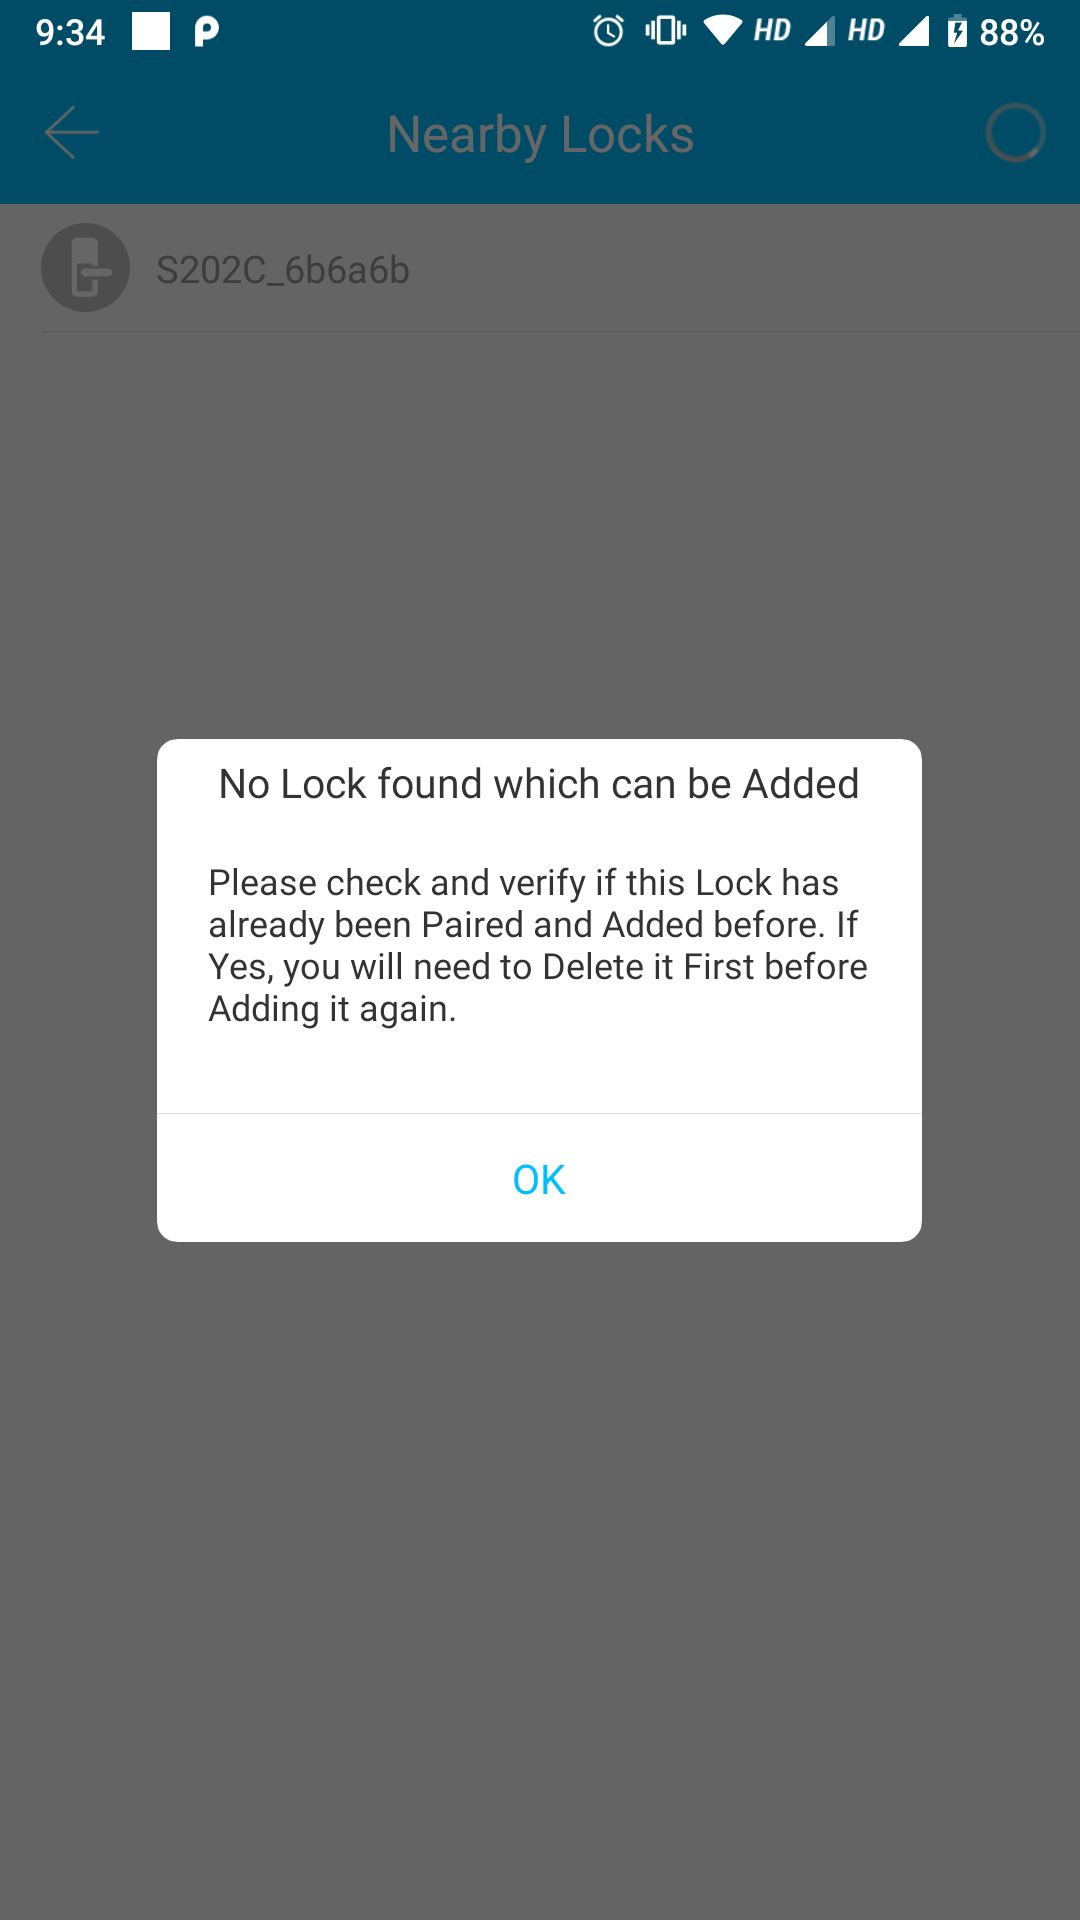 9:34 HD HD 88%
Nearby Locks
S202C_6b6a6b
No Lock found which can be Added
Please check and verify if this Lock has
already been Paired and Added before. If
Yes, you will need to Delete it First before
Adding it again.
OK